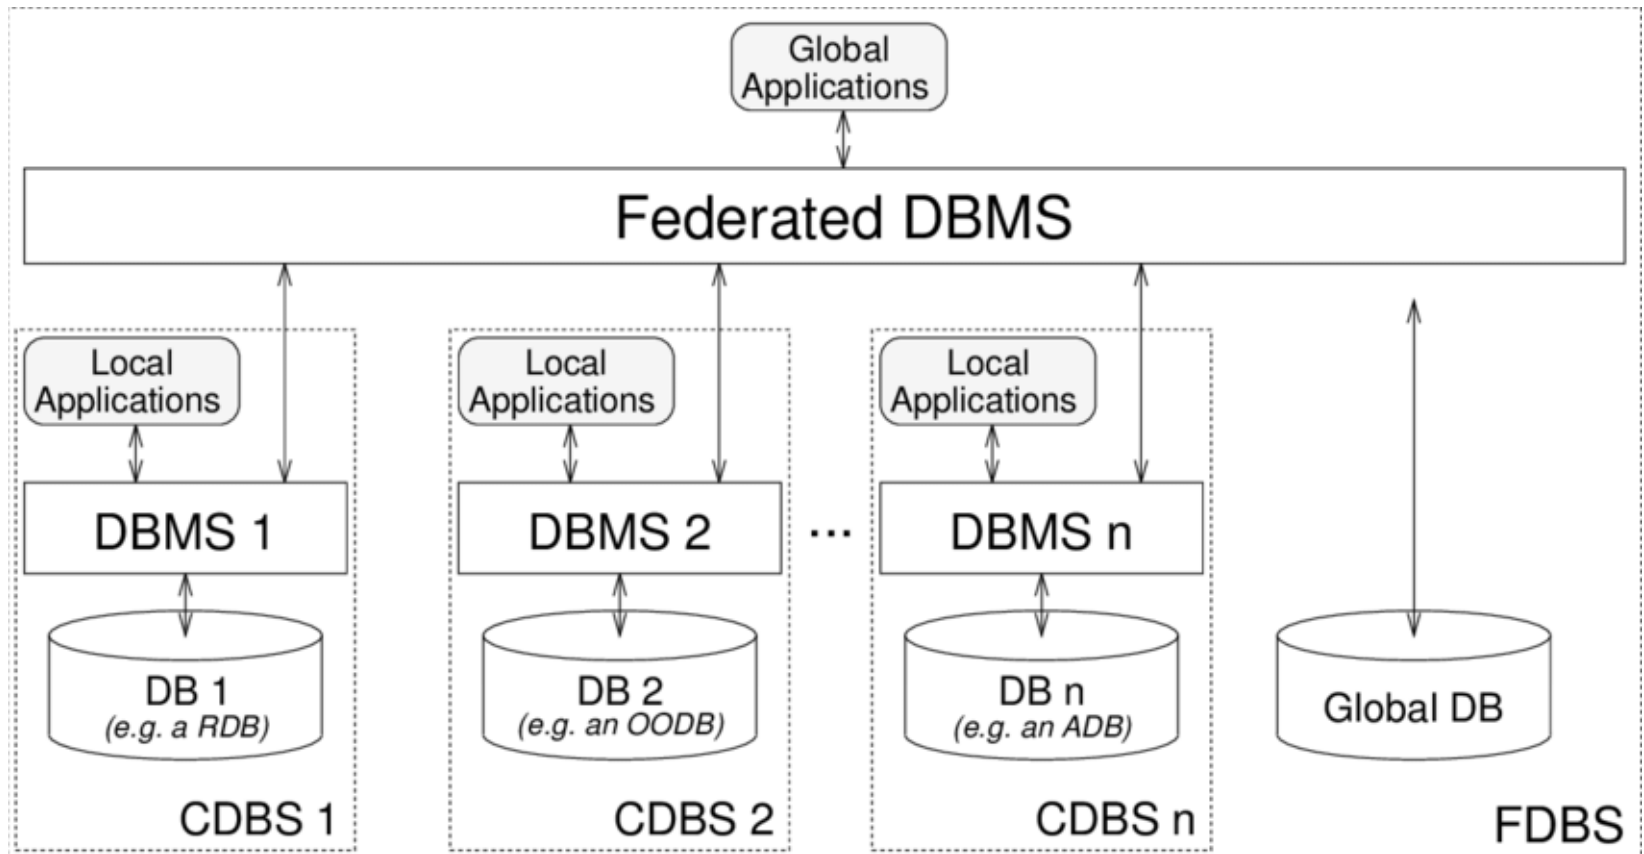 Global
Applications
Federated DBMS
Local
Applications
Local
Applications
Local
Applications
DBMS 1
DBMS 2
...
DBMS n
DB 1
(e.g. a RDB)
DB 2
(e.g. an OODB)
DB n
(e.g. an ADB)
Global DB
CDBS 1
CDBS 2
CDBS n
FDBS